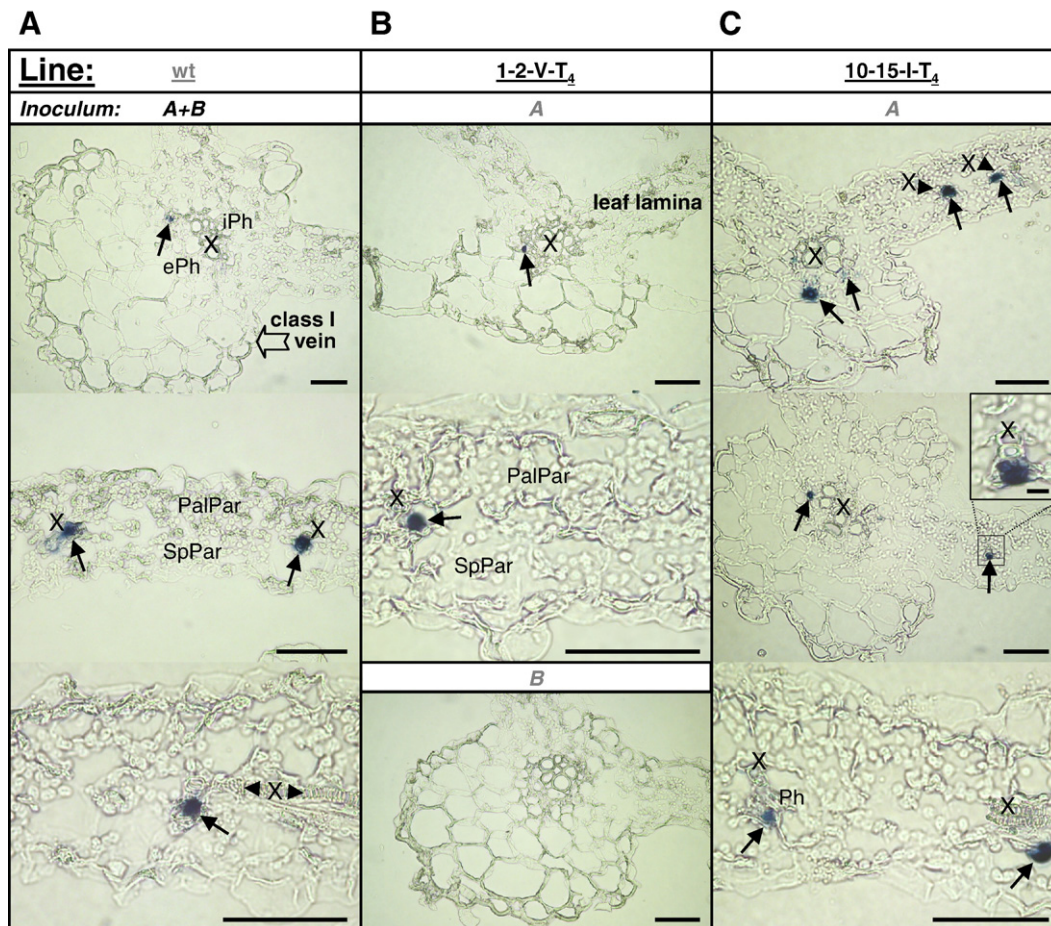 A B C
Line: wt 1-2-V-T4 10-15-I-T4
Inoculum: A+B A A
iPh
X
ePh
class I
vein
leaf lamina
X
X
X
X
PalPar
X X
SpPar
PalPar
X
SpPar
X
X
X
B
X
Ph
X